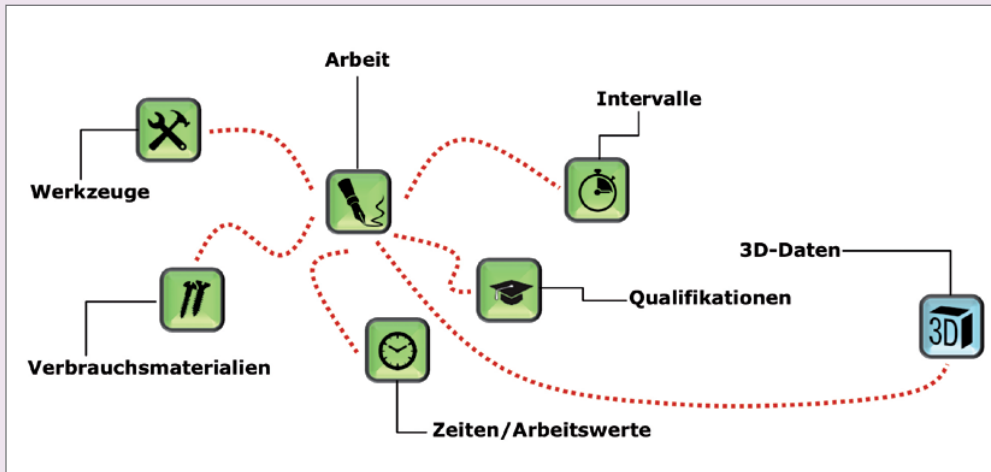 Arbeit
Intervalle
Werkzeuge
3D-Daten
Qualifikationen
3D
Verbrauchsmaterialien
Zeiten/Arbeitswerte